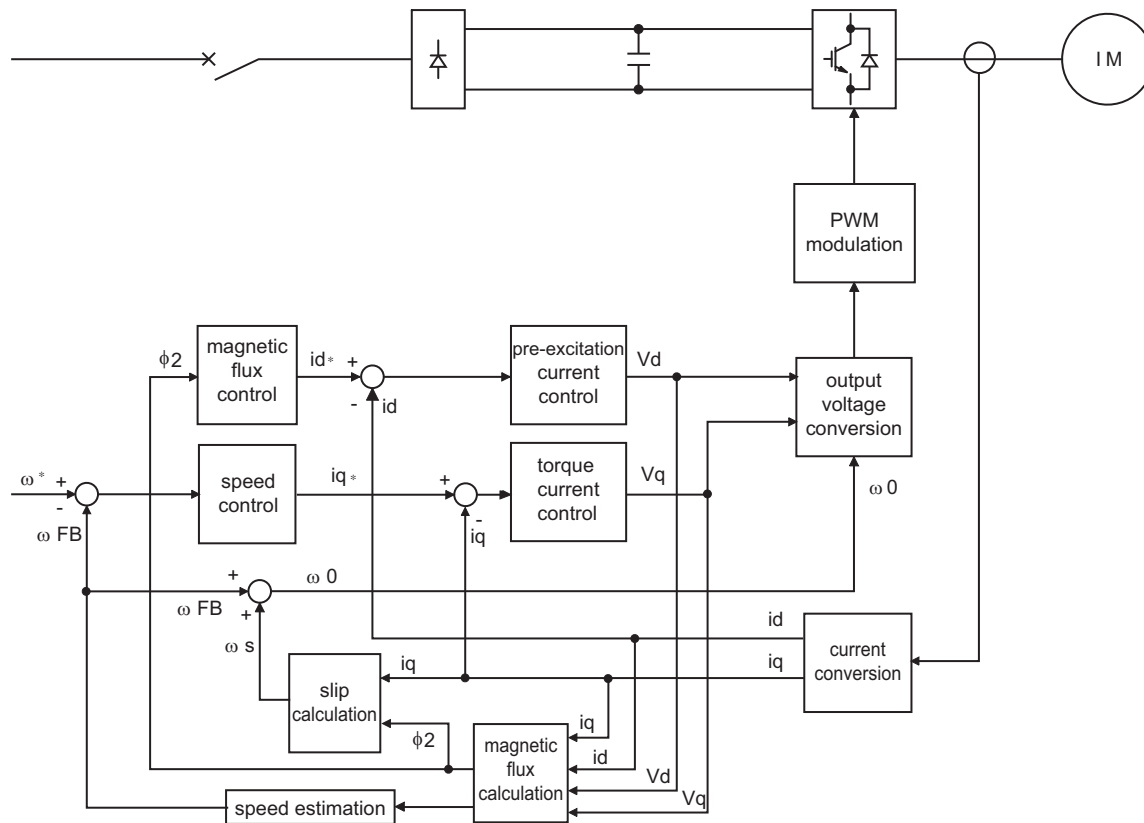 IM
PWM
modulation
ϕ2
magnetic
flux
control
id*
+
-
id
pre-excitation
current
control
Vd
output
voltage
conversion
ω*
+
-
speed
control
iq*
+
-
iq
torque
current
control
Vq
ω0
ω FB
ω FB
+
+
ω 0
ω s
slip
calculation
iq
ϕ2
id
iq
current
conversion
magnetic
flux
calculation
iq
id
Vd
Vq
speed estimation